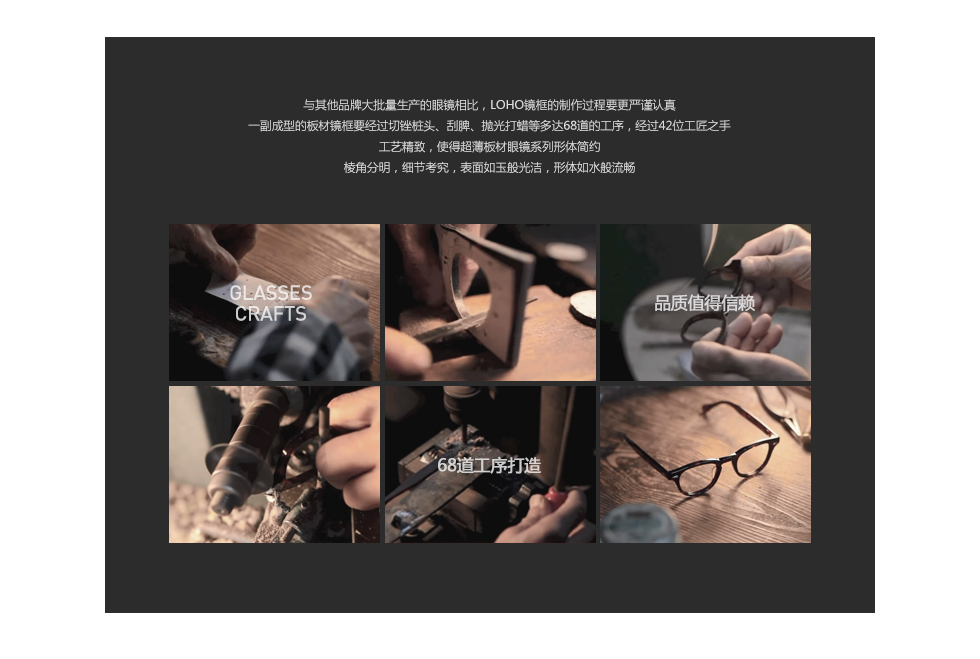 与其他品牌大批量生产的眼镜相比，LOHO镜框的制作过程要更严谨认真
一副成型的板材镜框要经过切锉桩头、刮脾、抛光打蜡等多达68道的工序，经过42位工匠之手
工艺精致，使得超薄板材眼镜系列形体简约
棱角分明，细节考究，表面如玉般光洁，形体如水般流畅
GLASSES
CRAFTS
品质值得信赖
68道工序打造